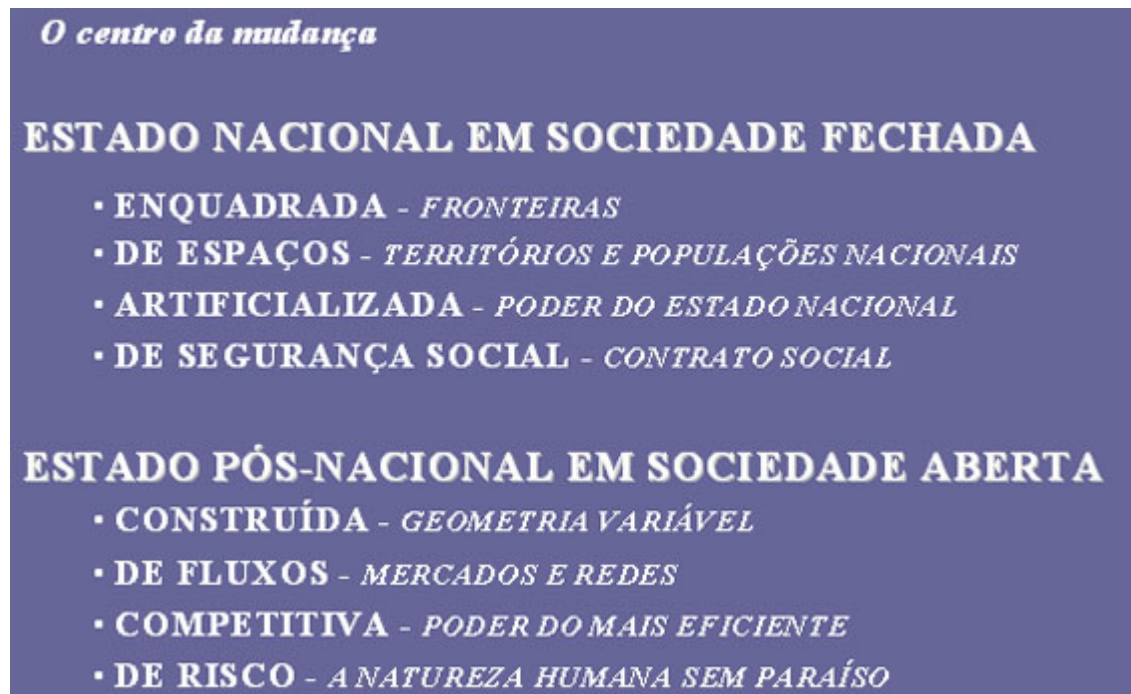 O centro da mudança
ESTADO NACIONAL EM SOCIEDADE FECHADA
▪ ENQUADRADA - FRONTEIRAS
▪ DE ESPAÇOS - TERRITÓRIOS E POPULAÇÕES NACIONAIS
▪ ARTIFICIALIZADA - PODER DO ESTADO NACIONAL
▪ DE SEGURANÇA SOCIAL - CONTRATO SOCIAL
ESTADO PÓS-NACIONAL EM SOCIEDADE ABERTA
▪ CONSTRUÍDA - GEOMETRIA VARIÁVEL
▪ DE FLUXOS - MERCADOS E REDES
▪ COMPETITIVA - PODER DO MAIS EFICIENTE
▪ DE RISCO - A NATUREZA HUMANA SEM PARAÍSO